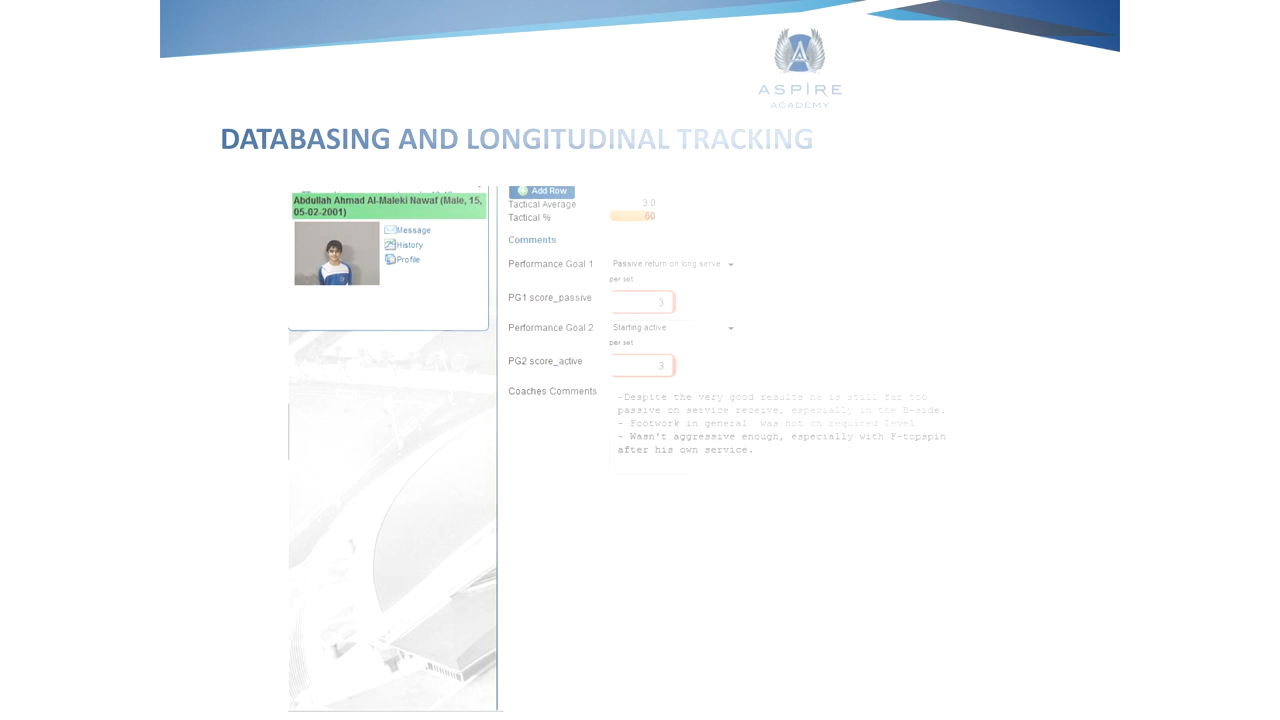 ASPIRE
ACADEMY
DATABASING AND LONGITUDINAL TRACKING
Abdullah Ahmad Al-Maleki Nawaf (Male, 15,
05-02-2001)
Message
History
Profile
Add Row
Tactical Average 3.0
Tactical % 60
Comments
Performance Goal 1 Passive return on long serve
per set
PG1 score_passive 3
Performance Goal 2 Starting active
per set
PG2 score_active 3
Coaches Comments
-Despite the very good results he is still far too
passive on service receive, especially in the B-side.
- Footwork in general was not on required level
- Wasn't aggressive enough, especially with F-topspin
after his own service.